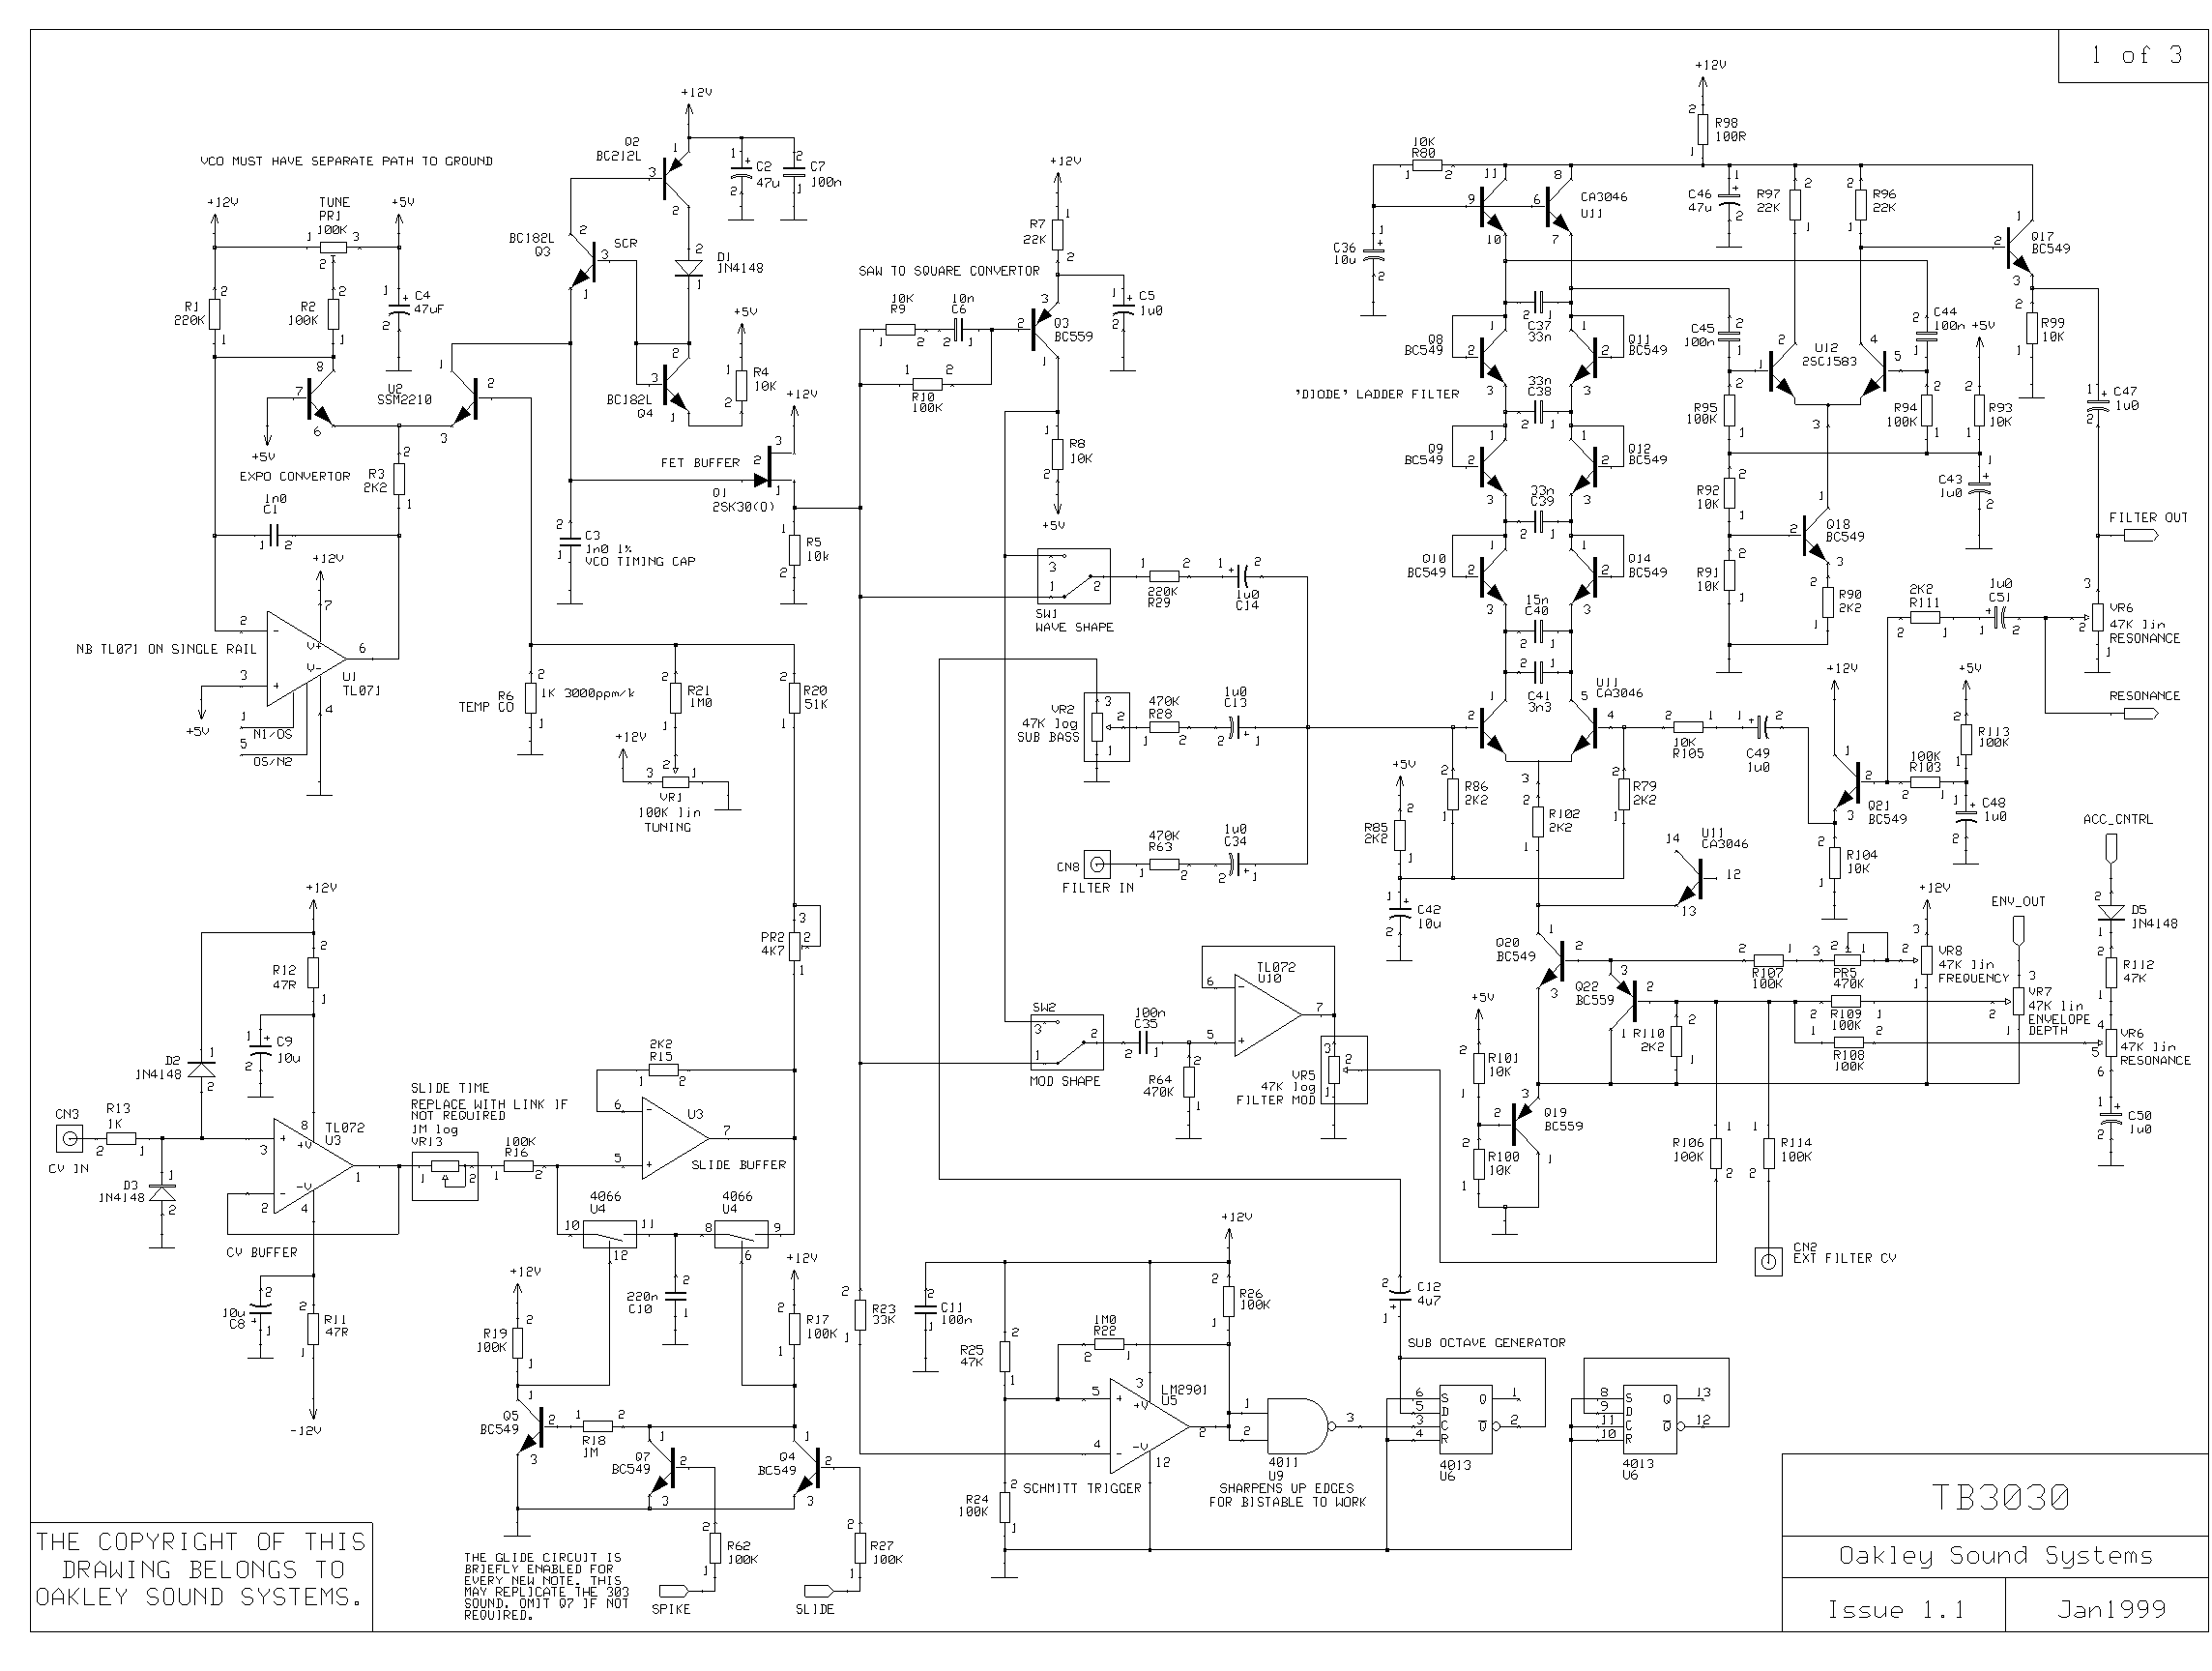 1 of 3
VCO MUST HAVE SEPARATE PATH TO GROUND
+12V
TUNE
PR1
100K
+5V
R1
220K
R2
100K
C4
47uF
U2
SSM2210
+5V
EXPO CONVERTOR
R3
2K2
1n0
C1
+12V
NB TL071 ON SINGLE RAIL
V+
V-
U1
TL071
+5V
N1/OS
OS/N2
+12V
Q2
BC212L
C2
47u
C7
100n
BC182L
Q3
SCR
D1
1N4148
+5V
BC182L
Q4
R4
10K
+12V
FET BUFFER
Q1
2SK30(O)
C3
1n0 1%
VCO TIMING CAP
R5
10k
R6
TEMP CO
1K 3000ppm/k
R21
1M0
R20
51K
+12V
VR1
100K lin
TUNING
PR2
4K7
SAW TO SQUARE CONVERTOR
10K
R9
10n
C6
R10
100K
+12V
R7
22K
Q3
BC559
C5
1u0
R8
10K
+5V
SW1
WAVE SHAPE
220K
R29
1u0
C14
VR2
47K log
SUB BASS
470K
R28
1u0
C13
CN8
FILTER IN
470K
R63
1u0
C34
SW2
MOD SHAPE
100n
C35
R64
470K
TL072
U10
VR5
47K log
FILTER MOD
+12V
R98
100R
10K
R80
C36
10u
CA3046
U11
C46
47u
R97
22K
R96
22K
Q17
BC549
Q8
BC549
C37
33n
Q11
BC549
'DIODE' LADDER FILTER
33n
C38
Q9
BC549
Q12
BC549
33n
C39
Q10
BC549
Q14
BC549
15n
C40
C41
3n3
U11
CA3046
C45
100n
U12
2SC1583
C44
100n
+5V
R99
10K
R95
100K
R94
100K
R93
10K
C47
1u0
R92
10K
C43
1u0
Q18
BC549
R91
10K
R90
2K2
FILTER OUT
2K2
R111
1u0
C51
VR6
47K lin
RESONANCE
RESONANCE
+12V
+5V
10K
R105
C49
1u0
100K
R103
R113
100K
Q21
BC549
C48
1u0
R104
10K
+5V
R85
2K2
R86
2K2
R102
2K2
R79
2K2
U11
CA3046
C42
10u
ACC_CNTRL
D5
1N4148
+12V
ENV_OUT
Q20
BC549
R107
100K
PR5
470K
VR8
47K lin
FREQUENCY
Q22
BC559
R112
47K
VR7
47K lin
ENVELOPE
DEPTH
R109
100K
R110
2K2
R108
100K
VR6
47K lin
RESONANCE
C50
1u0
+5V
R101
10K
Q19
BC559
R100
10K
R106
100K
R114
100K
CN2
EXT FILTER CV
+12V
R12
47R
C9
10u
D2
1N4148
CN3
CV IN
R13
1K
D3
1N4148
TL072
U3
+V
-V
CV BUFFER
10u
C8
R11
47R
-12V
SLIDE TIME
REPLACE WITH LINK IF
NOT REQUIRED
1M log
VR13
100K
R16
2K2
R15
U3
SLIDE BUFFER
4066
U4
4066
U4
220n
C10
+12V
R19
100K
+12V
R17
100K
Q5
BC549
R18
1M
Q7
BC549
Q4
BC549
THE GLIDE CIRCUIT IS
BRIEFLY ENABLED FOR
EVERY NEW NOTE. THIS
MAY REPLICATE THE 303
SOUND. OMIT Q7 IF NOT
REQUIRED.
R62
100K
SPIKE
R27
100K
SLIDE
R23
33K
C11
100n
R25
47K
1M0
R22
+12V
R26
100K
LM2901
U5
+V
-V
SCHMITT TRIGGER
R24
100K
4011
U9
SHARPENS UP EDGES
FOR BISTABLE TO WORK
C12
4u7
SUB OCTAVE GENERATOR
S
D
C
R
Q
Q
4013
U6
S
D
C
R
Q
Q
4013
U6
THE COPYRIGHT OF THIS
DRAWING BELONGS TO
OAKLEY SOUND SYSTEMS.
TB3030
Oakley Sound Systems
Issue 1.1
Jan1999